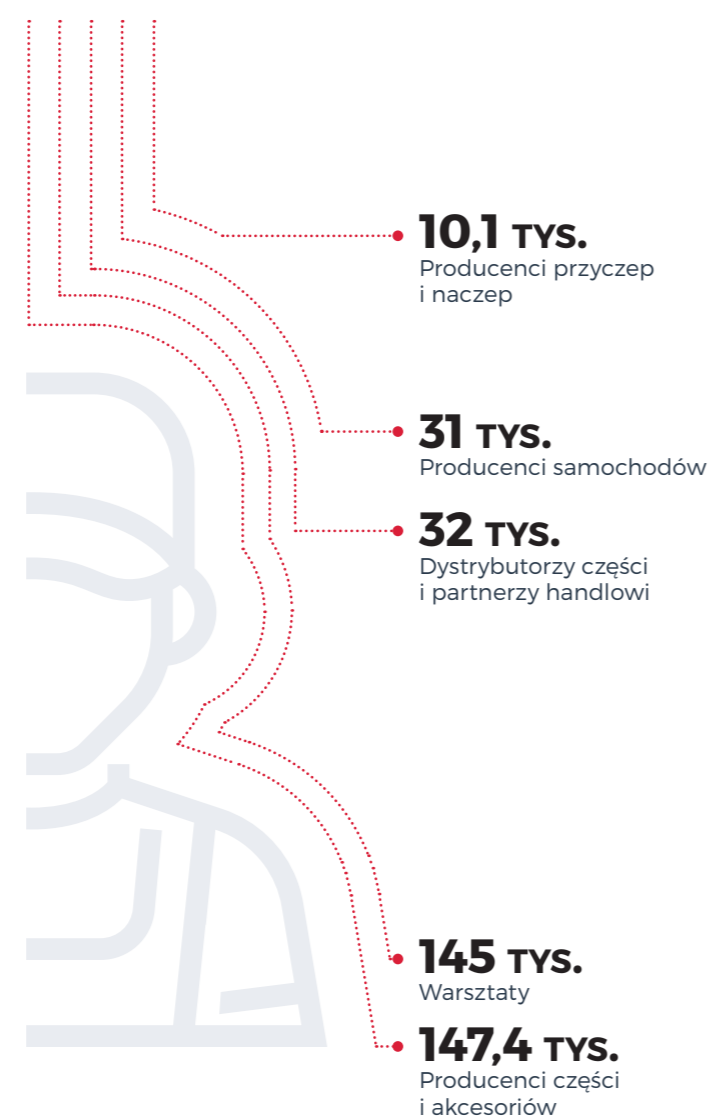 10,1 TYS.
Producenci przyczep
i naczep
31 TYS.
Producenci samochodów
32 TYS.
Dystrybutorzy części
i partnerzy handlowi
145 TYS.
Warsztaty
147,4 TYS.
Producenci części
i akcesoriów